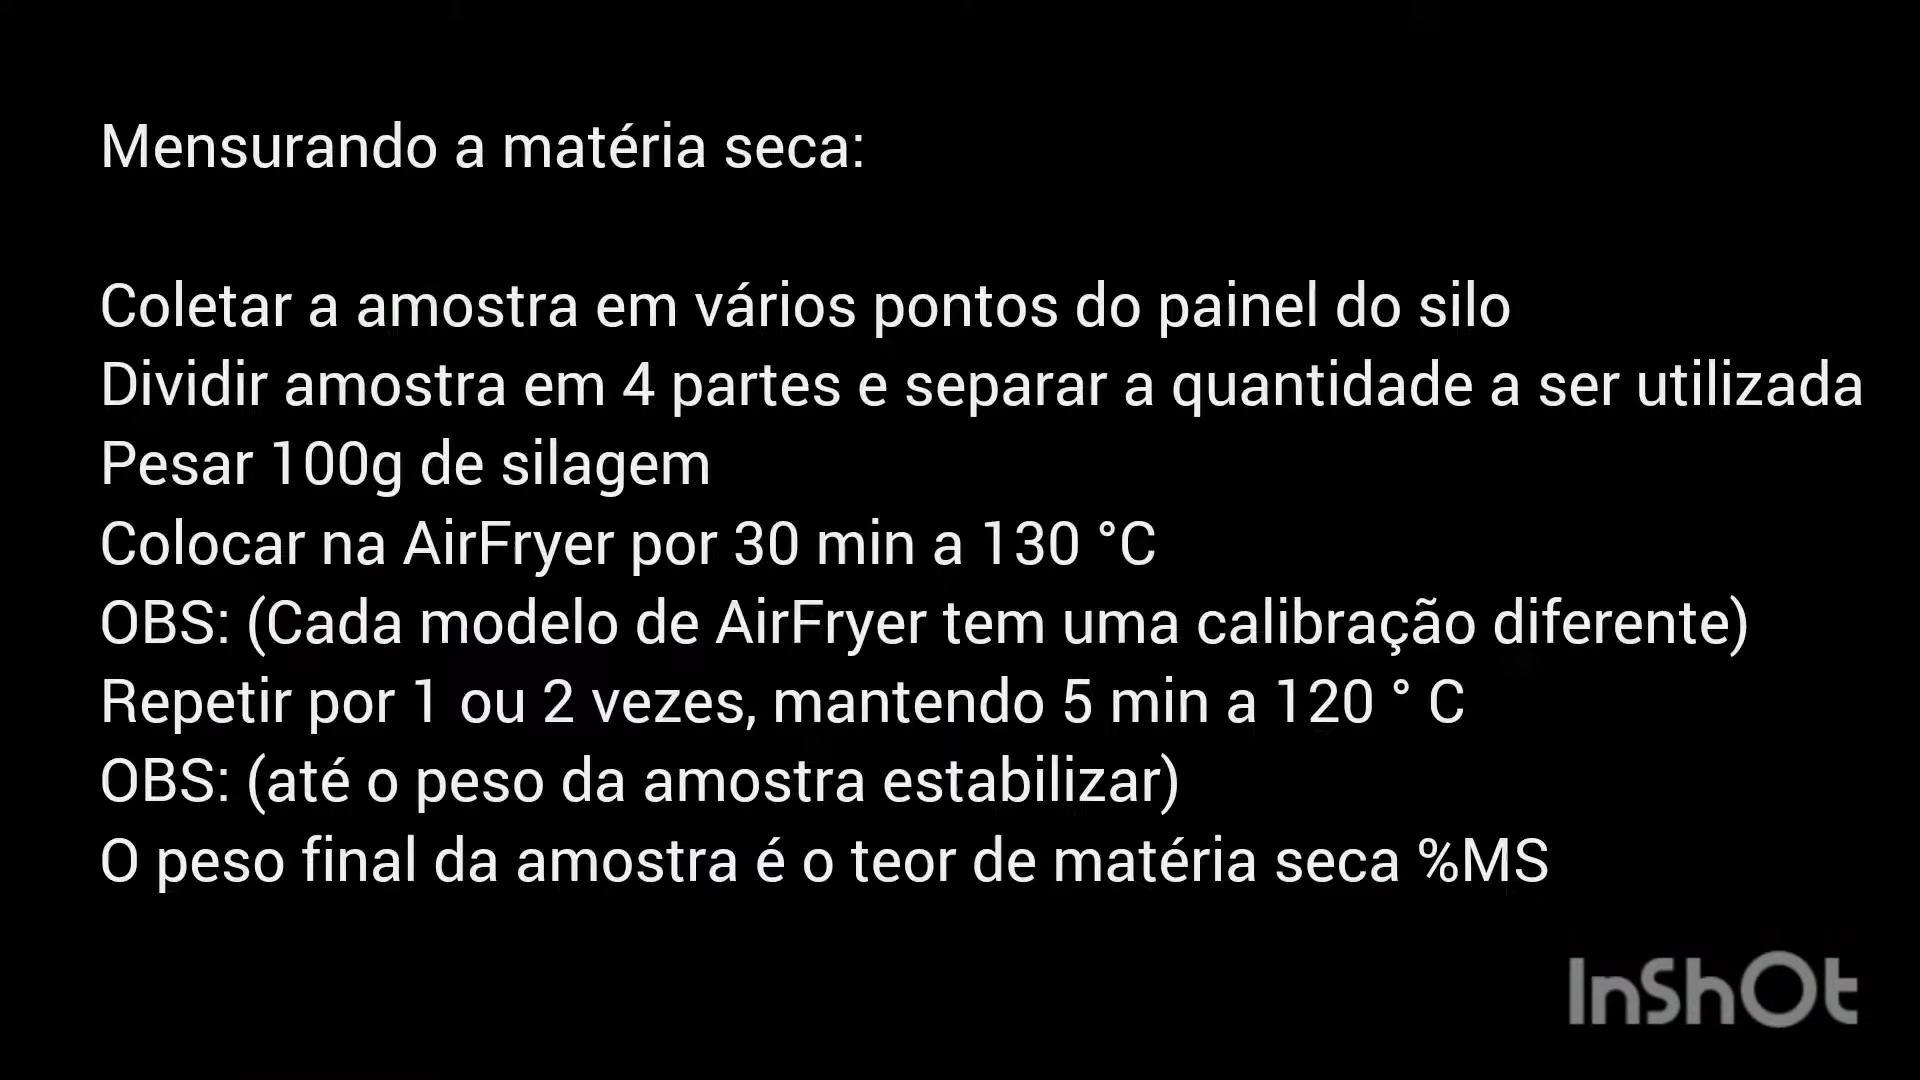 Mensurando a matéria seca:
Coletar a amostra em vários pontos do painel do silo
Dividir amostra em 4 partes e separar a quantidade a ser utilizada
Pesar 100g de silagem
Colocar na AirFryer por 30 min a 130 °C
OBS: (Cada modelo de AirFryer tem uma calibração diferente)
Repetir por 1 ou 2 vezes, mantendo 5 min a 120 ° C
OBS: (até o peso da amostra estabilizar)
O peso final da amostra é o teor de matéria seca %MS
InShOt